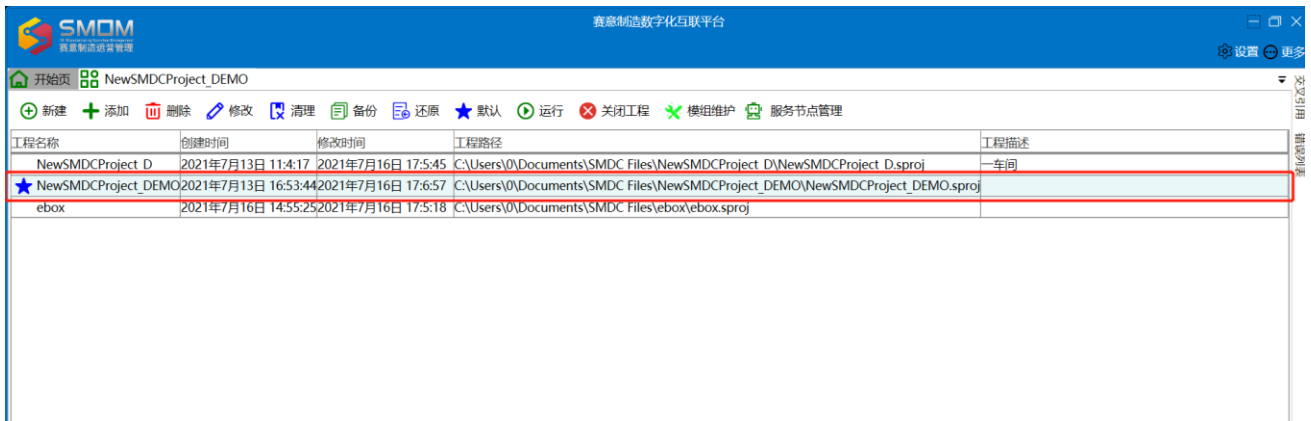 SMOM
赛意制造运营管理
赛意制造数字化互联平台
设置 更多
开始页 NewSMDCProject_DEMO
新建 添加 删除 修改 清理 备份 还原 默认 运行 关闭工程 模组维护 服务节点管理
工程名称 创建时间 修改时间 工程路径 工程描述
NewSMDCProject_D 2021年7月13日 11:4:17 2021年7月16日 17:5:45 C:\Users\0\Documents\SMDC Files\NewSMDCProject_D\NewSMDCProject_D.sproj 一车间
NewSMDCProject_DEMO 2021年7月13日 16:53:44 2021年7月16日 17:6:57 C:\Users\0\Documents\SMDC Files\NewSMDCProject_DEMO\NewSMDCProject_DEMO.sproj
ebox 2021年7月16日 14:55:25 2021年7月16日 17:5:18 C:\Users\0\Documents\SMDC Files\ebox\ebox.sproj
交叉引用
错误列表